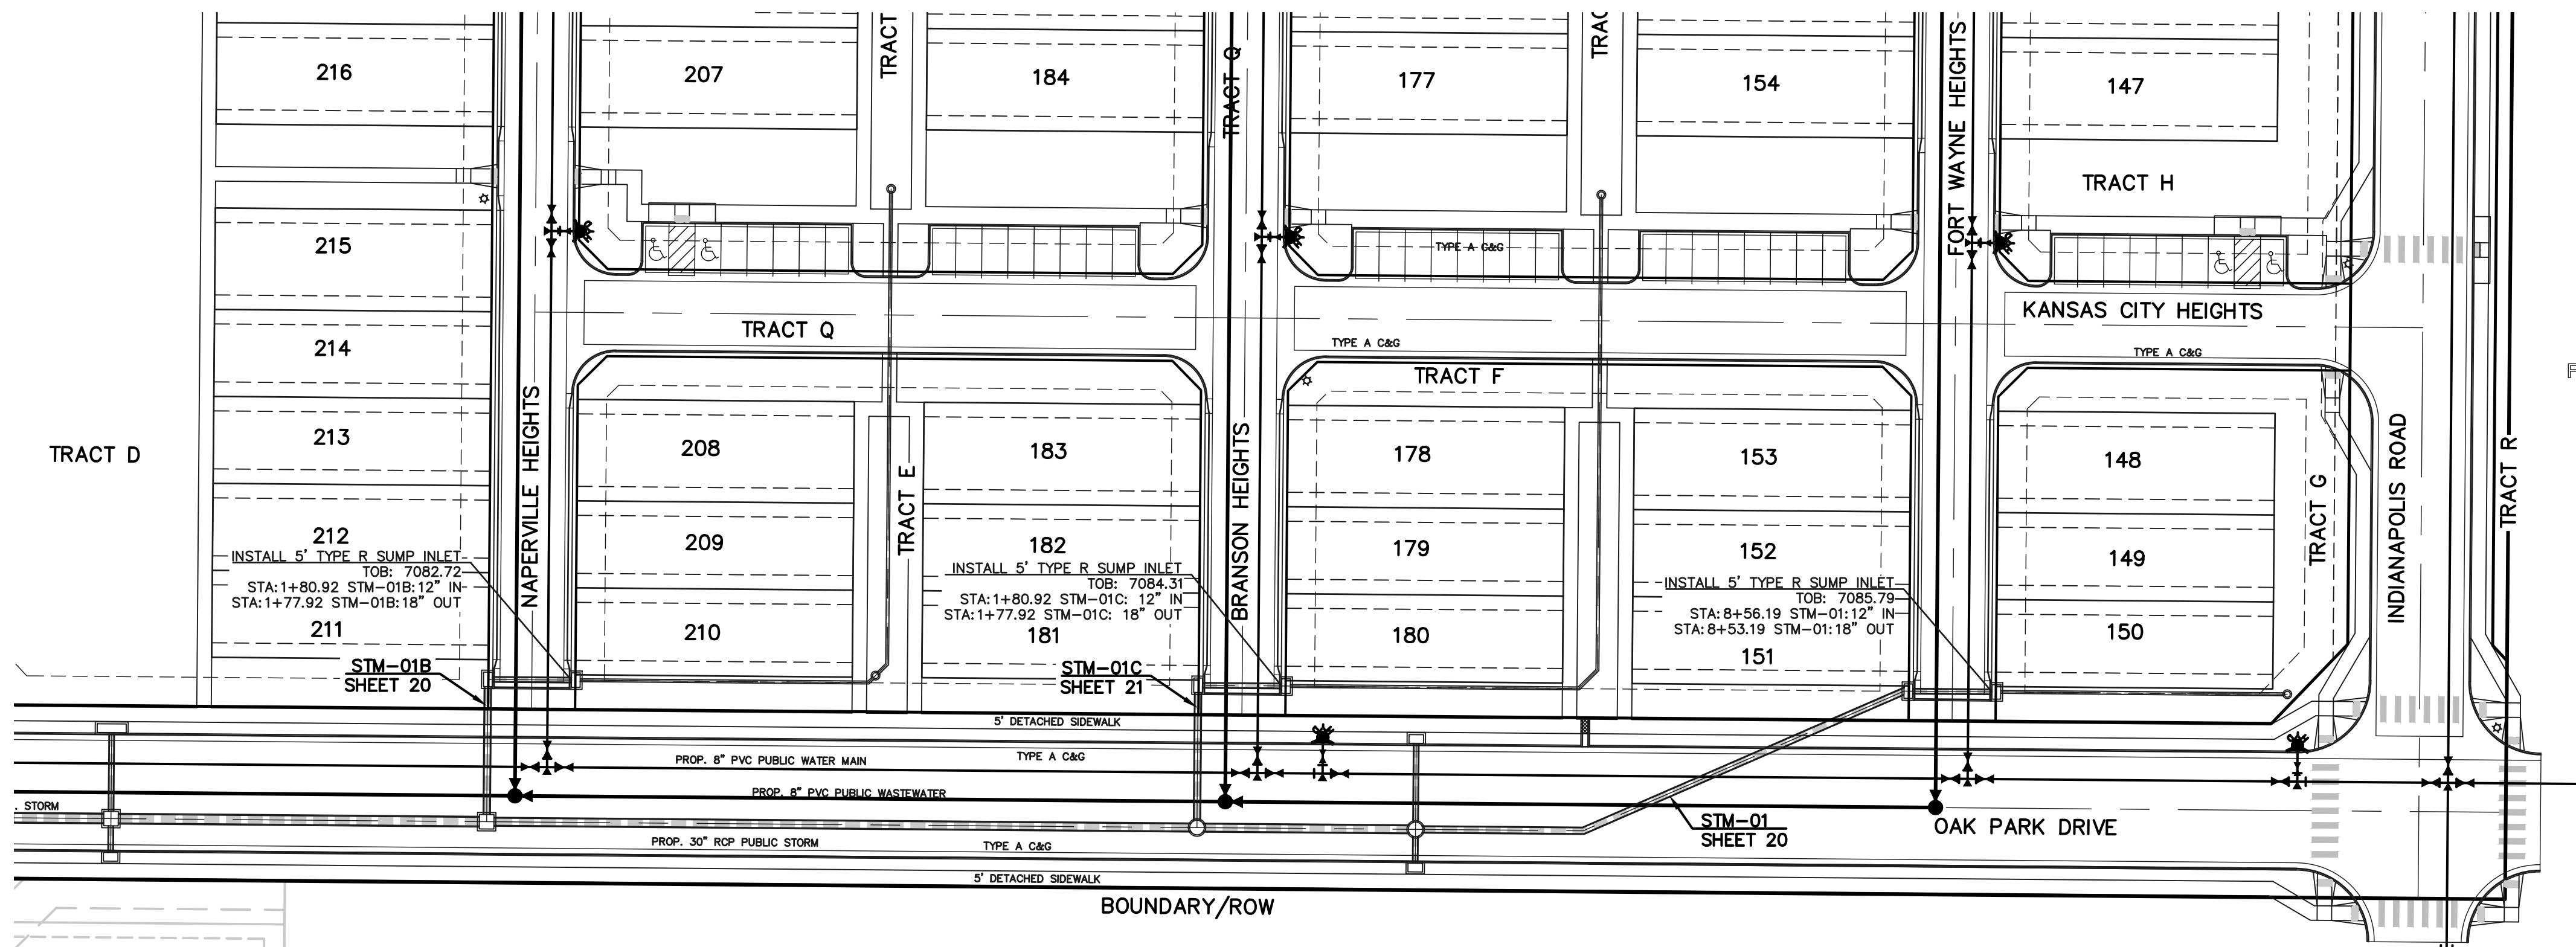 TRACT
TRACT Q
TRAC
FORT WAYNE HEIGHTS
216
207
184
177
154
147
TRACT H
215
TYPE A C&G
KANSAS CITY HEIGHTS
TRACT Q
TYPE A C&G
TYPE A C&G
214
TRACT F
213
208
183
178
153
148
TRACT D
NAPERVILLE HEIGHTS
TRACT E
BRANSON HEIGHTS
TRACT G
INDIANAPOLIS ROAD
TRACT R
212
209
182
179
152
149
INSTALL 5' TYPE R SUMP INLET
TOB: 7082.72
STA:1+80.92 STM-01B:12" IN
STA:1+77.92 STM-01B:18" OUT
INSTALL 5' TYPE R SUMP INLET
TOB: 7084.31
STA:1+80.92 STM-01C: 12" IN
STA:1+77.92 STM-01C: 18" OUT
INSTALL 5' TYPE R SUMP INLET
TOB: 7085.79
STA:8+56.19 STM-01:12" IN
STA:8+53.19 STM-01:18" OUT
211
210
181
180
151
150
STM-01B
SHEET 20
STM-01C
SHEET 21
5' DETACHED SIDEWALK
TYPE A C&G
PROP. 8" PVC PUBLIC WATER MAIN
PROP. 8" PVC PUBLIC WASTEWATER
. STORM
STM-01
SHEET 20
OAK PARK DRIVE
PROP. 30" RCP PUBLIC STORM
TYPE A C&G
5' DETACHED SIDEWALK
BOUNDARY/ROW